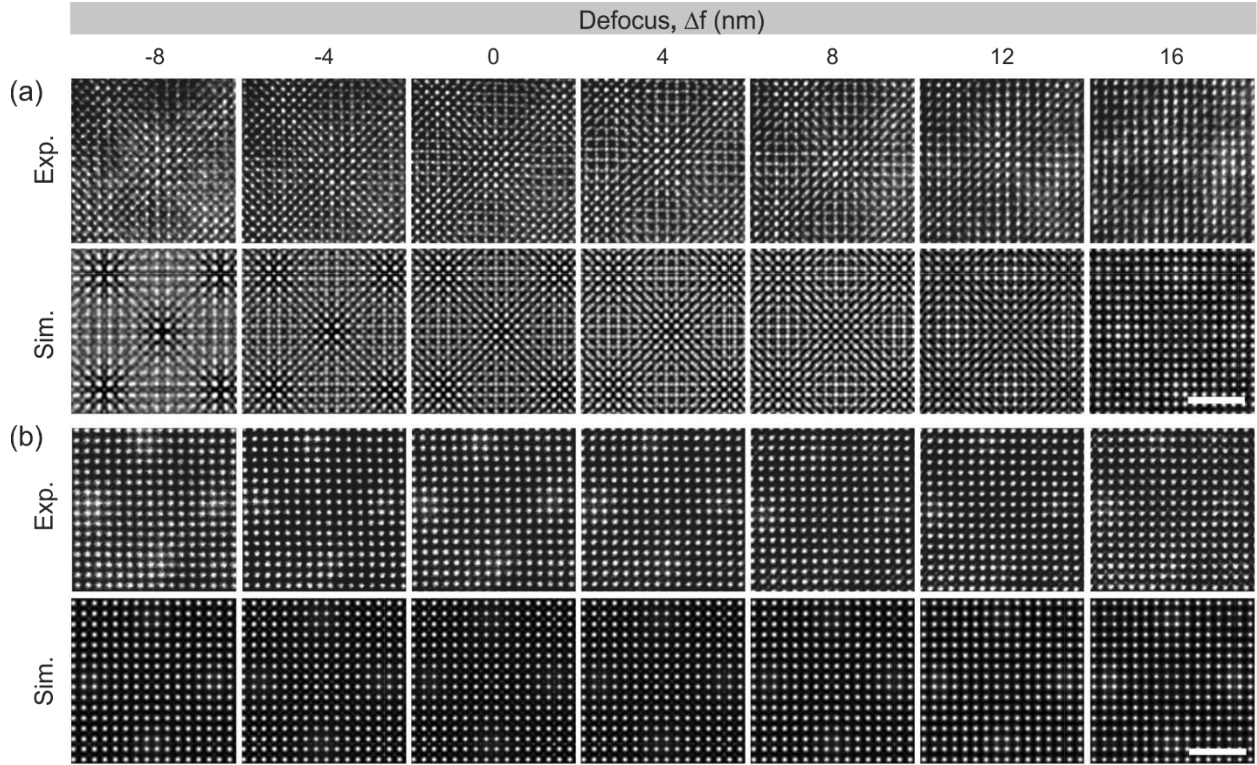 Defocus, Δf (nm)
-8 -4 0 4 8 12 16
(a)
Exp.
Sim.
(b)
Exp.
Sim.